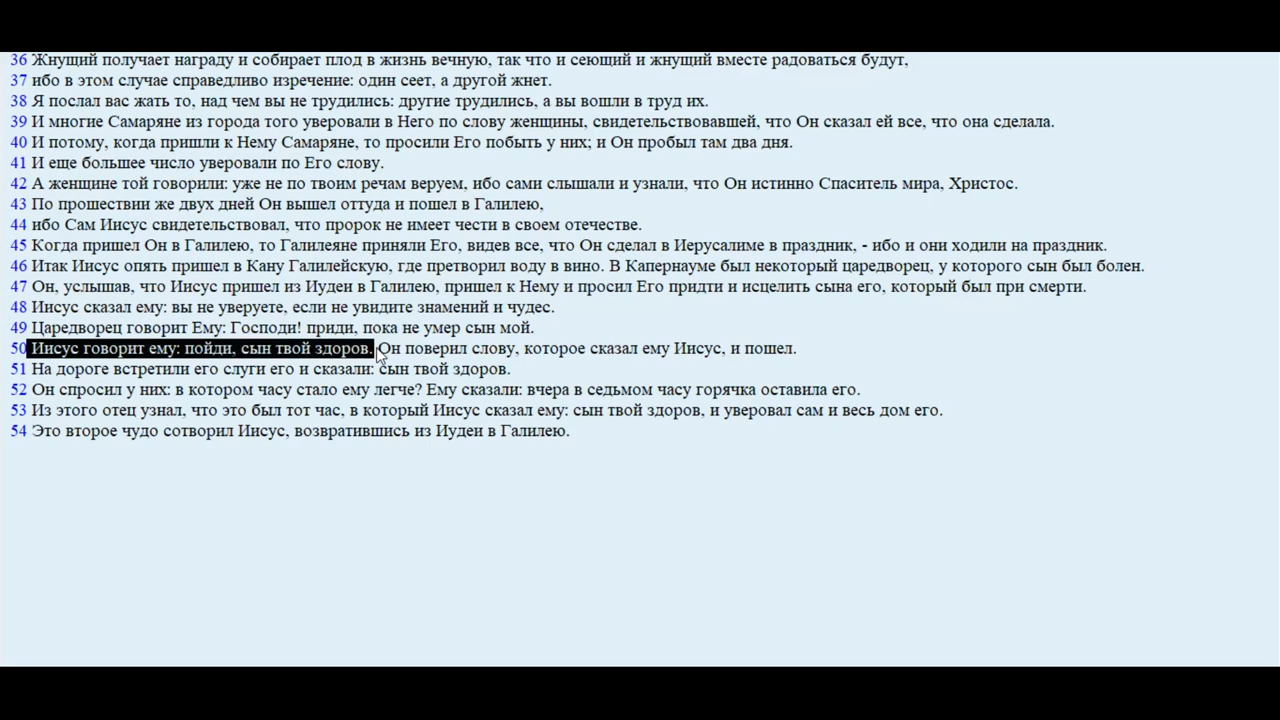 36 Жнущий получает награду и собирает плод в жизнь вечную, так что и сеющий и жнущий вместе радоваться будут,
37 ибо в этом случае справедливо изречение: один сеет, а другой жнет.
38 Я послал вас жать то, над чем вы не трудились: другие трудились, а вы вошли в труд их.
39 И многие Самаряне из города того уверовали в Него по слову женщины, свидетельствовавшей, что Он сказал ей все, что она сделала.
40 И потому, когда пришли к Нему Самаряне, то просили Его побыть у них; и Он пробыл там два дня.
41 И еще большее число уверовали по Его слову.
42 А женщине той говорили: уже не по твоим речам веруем, ибо сами слышали и узнали, что Он истинно Спаситель мира, Христос.
43 По прошествии же двух дней Он вышел оттуда и пошел в Галилею,
44 ибо Сам Иисус свидетельствовал, что пророк не имеет чести в своем отечестве.
45 Когда пришел Он в Галилею, то Галилеяне приняли Его, видев все, что Он сделал в Иерусалиме в праздник, - ибо и они ходили на праздник.
46 Итак Иисус опять пришел в Кану Галилейскую, где претворил воду в вино. В Капернауме был некоторый царедворец, у которого сын был болен.
47 Он, услышав, что Иисус пришел из Иудеи в Галилею, пришел к Нему и просил Его придти и исцелить сына его, который был при смерти.
48 Иисус сказал ему: вы не уверуете, если не увидите знамений и чудес.
49 Царедворец говорит Ему: Господи! приди, пока не умер сын мой.
50 Иисус говорит ему: пойди, сын твой здоров. Он поверил слову, которое сказал ему Иисус, и пошел.
51 На дороге встретили его слуги его и сказали: сын твой здоров.
52 Он спросил у них: в котором часу стало ему легче? Ему сказали: вчера в седьмом часу горячка оставила его.
53 Из этого отец узнал, что это был тот час, в который Иисус сказал ему: сын твой здоров, и уверовал сам и весь дом его.
54 Это второе чудо сотворил Иисус, возвратившись из Иудеи в Галилею.